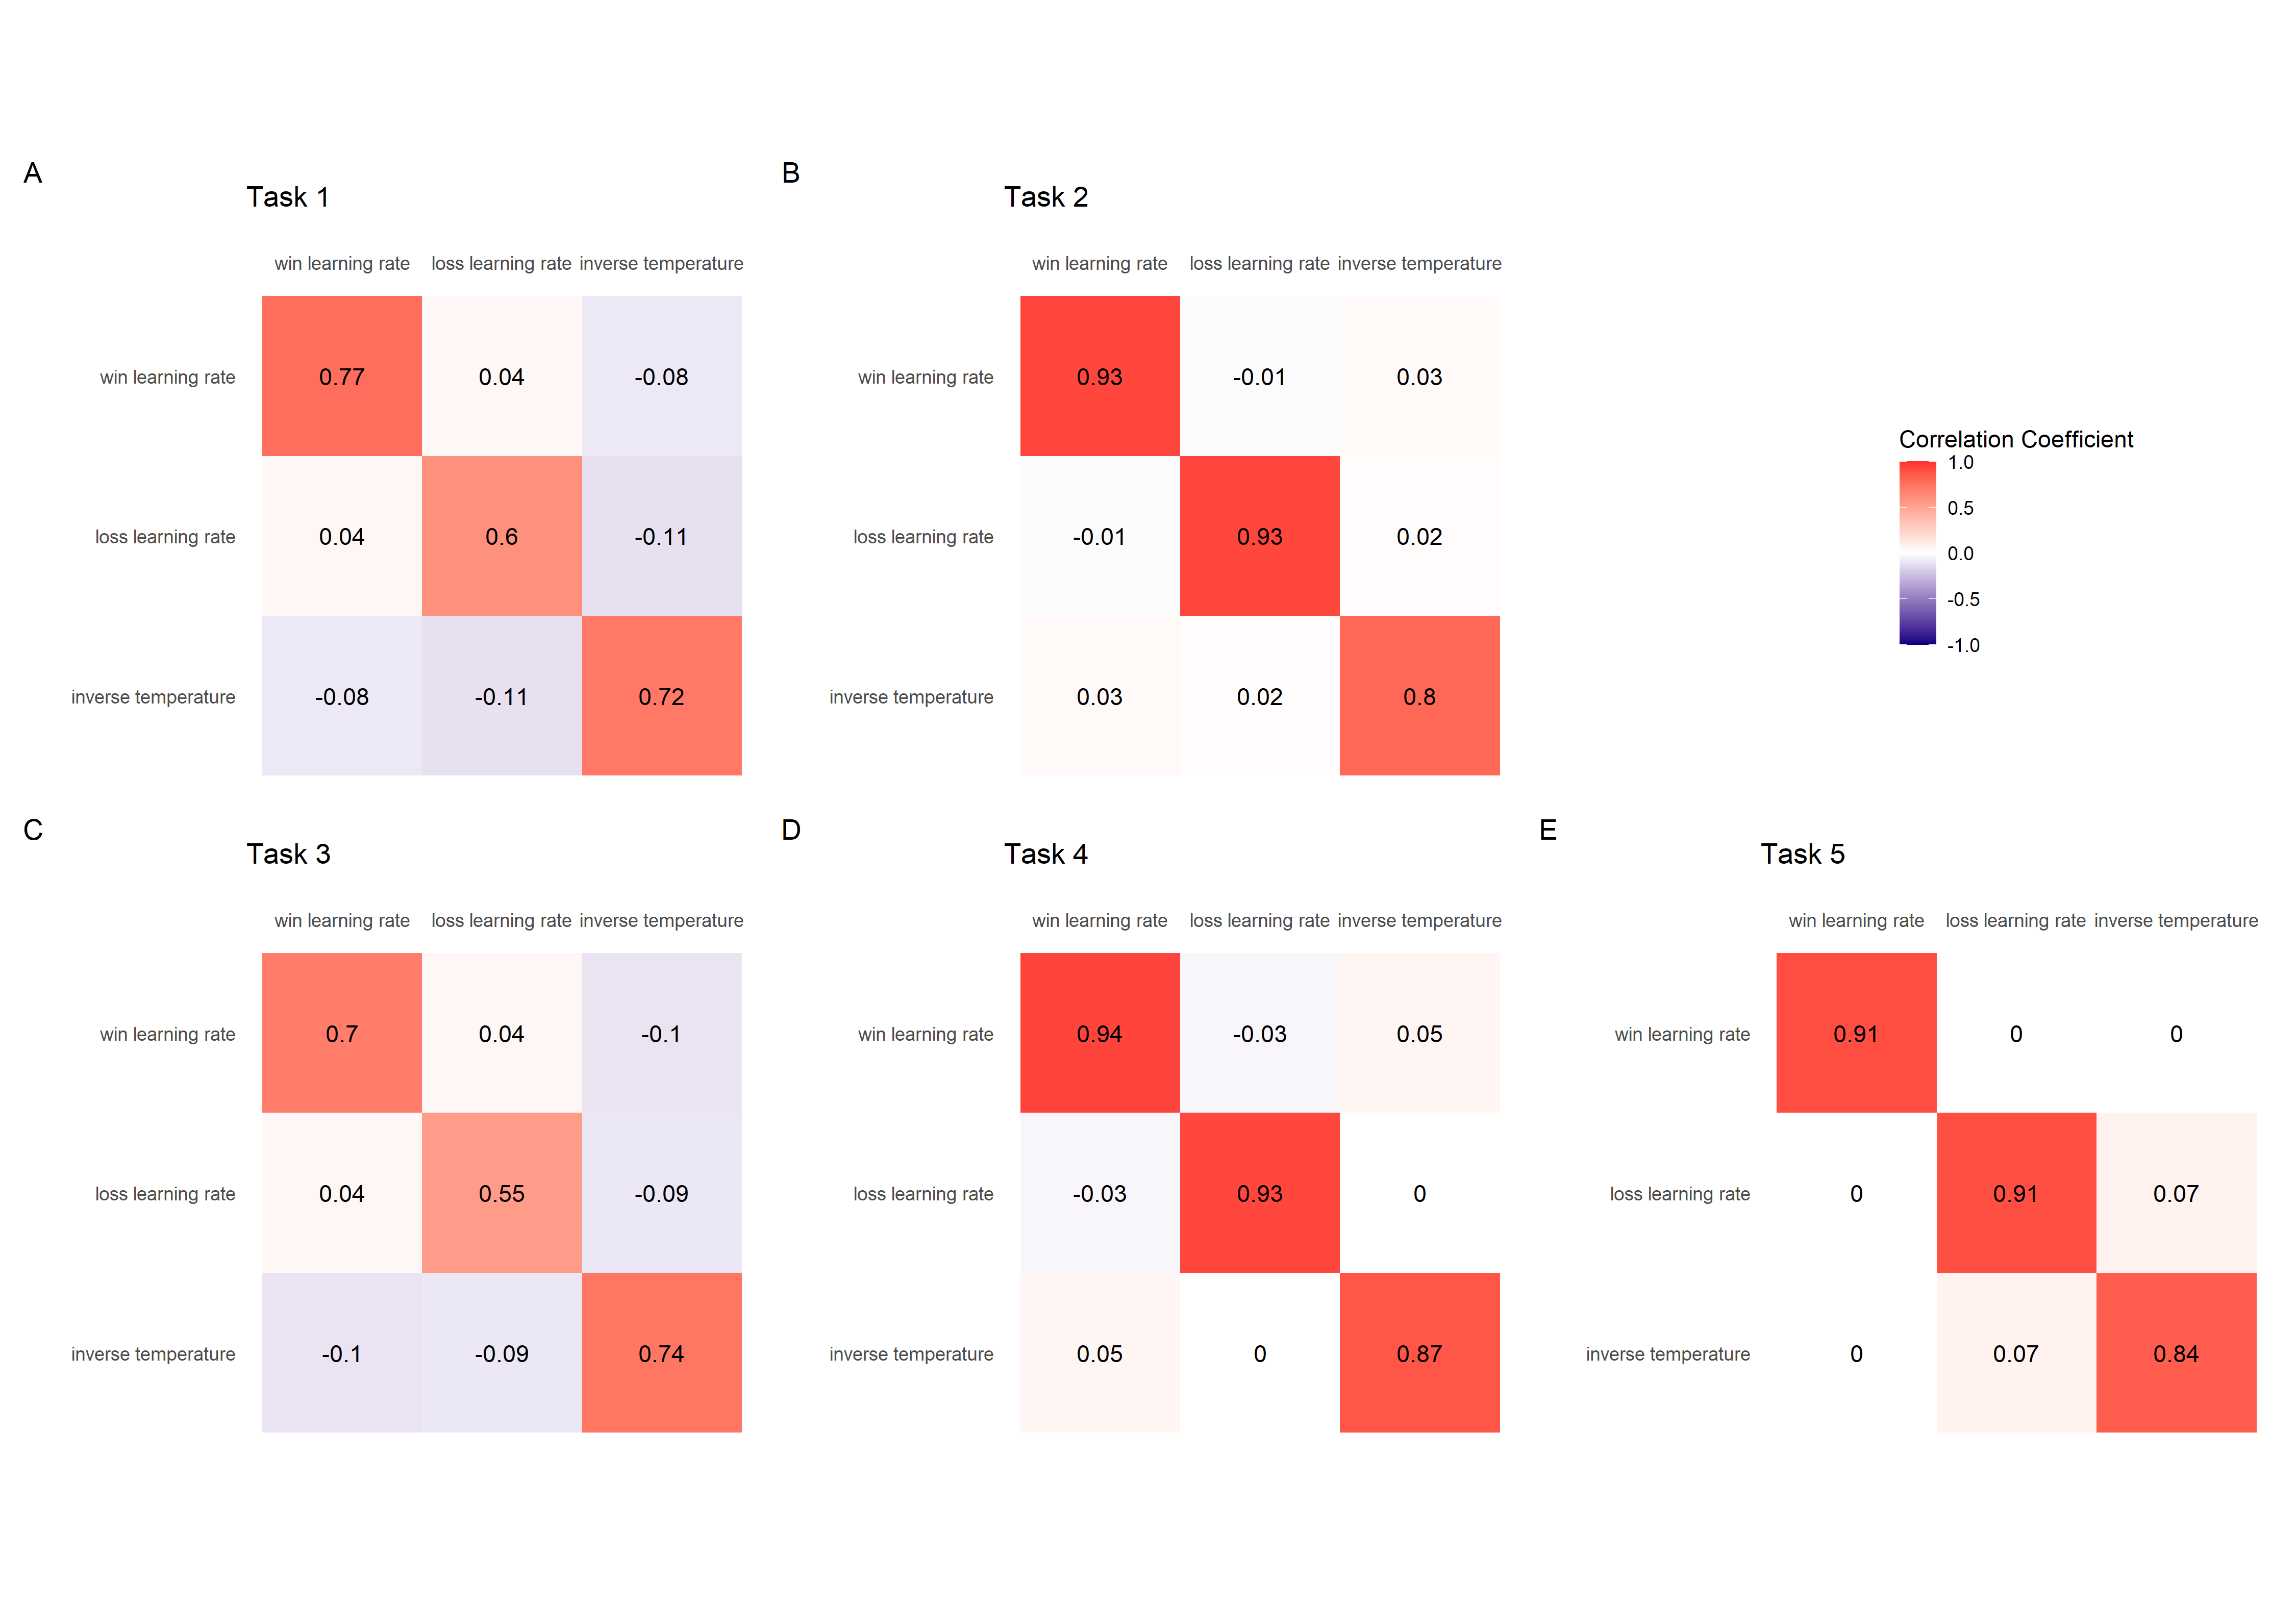 A
Task 1
win learning rate loss learning rate inverse temperature
win learning rate 0.77 0.04 -0.08
loss learning rate 0.04 0.6 -0.11
inverse temperature -0.08 -0.11 0.72
B
Task 2
win learning rate loss learning rate inverse temperature
win learning rate 0.93 -0.01 0.03
loss learning rate -0.01 0.93 0.02
inverse temperature 0.03 0.02 0.8
Correlation Coefficient
1.0
0.5
0.0
-0.5
-1.0
C
Task 3
win learning rate loss learning rate inverse temperature
win learning rate 0.7 0.04 -0.1
loss learning rate 0.04 0.55 -0.09
inverse temperature -0.1 -0.09 0.74
D
Task 4
win learning rate loss learning rate inverse temperature
win learning rate 0.94 -0.03 0.05
loss learning rate -0.03 0.93 0
inverse temperature 0.05 0 0.87
E
Task 5
win learning rate loss learning rate inverse temperature
win learning rate 0.91 0 0
loss learning rate 0 0.91 0.07
inverse temperature 0 0.07 0.84